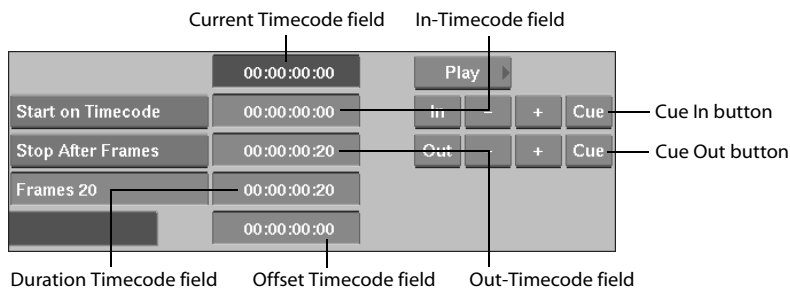 Current Timecode field In-Timecode field
00:00:00:00 Play
Start on Timecode 00:00:00:00 In - + Cue Cue In button
Stop After Frames 00:00:00:20 Out - + Cue Cue Out button
Frames 20 00:00:00:20
00:00:00:00
Duration Timecode field Offset Timecode field Out-Timecode field